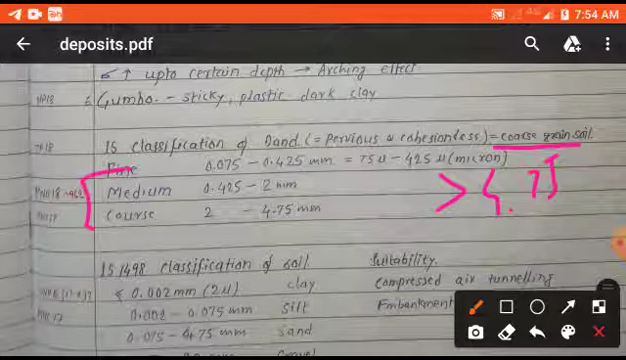 7:54 AM
deposits.pdf
σ ↑ upto certain depth → Arching effect
Gumbo - sticky, plastic dark clay
IS classification of Sand (= Pervious & cohesionless) = coarse grain soil
Fine 0.075 - 0.425 mm = 75 μ - 425 μ (micron)
Medium 0.425 - 2 mm
Course 2 - 4.75 mm
IS 1498 classification of soil Suitability
< 0.002 mm (2μ) clay Compressed air tunnelling
0.002 - 0.075 mm silt Embankment
0.075 - 4.75 mm sand